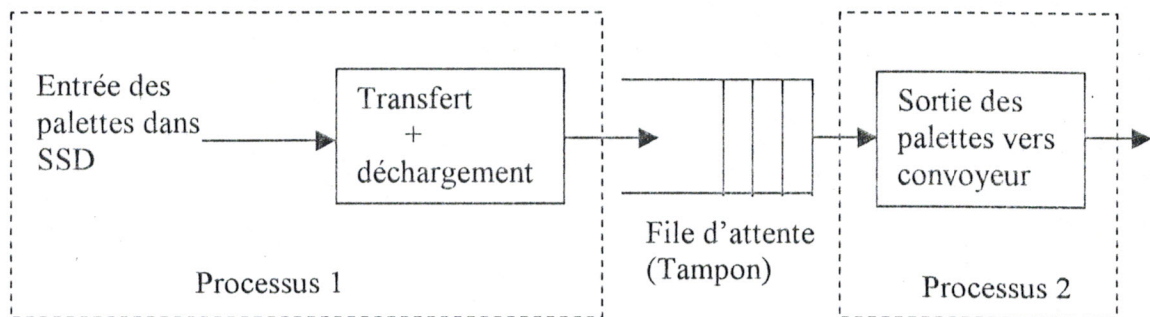 Entrée des
palettes dans
SSD
Transfert
+
déchargement
File d'attente
(Tampon)
Sortie des
palettes vers
convoyeur
Processus 1
Processus 2